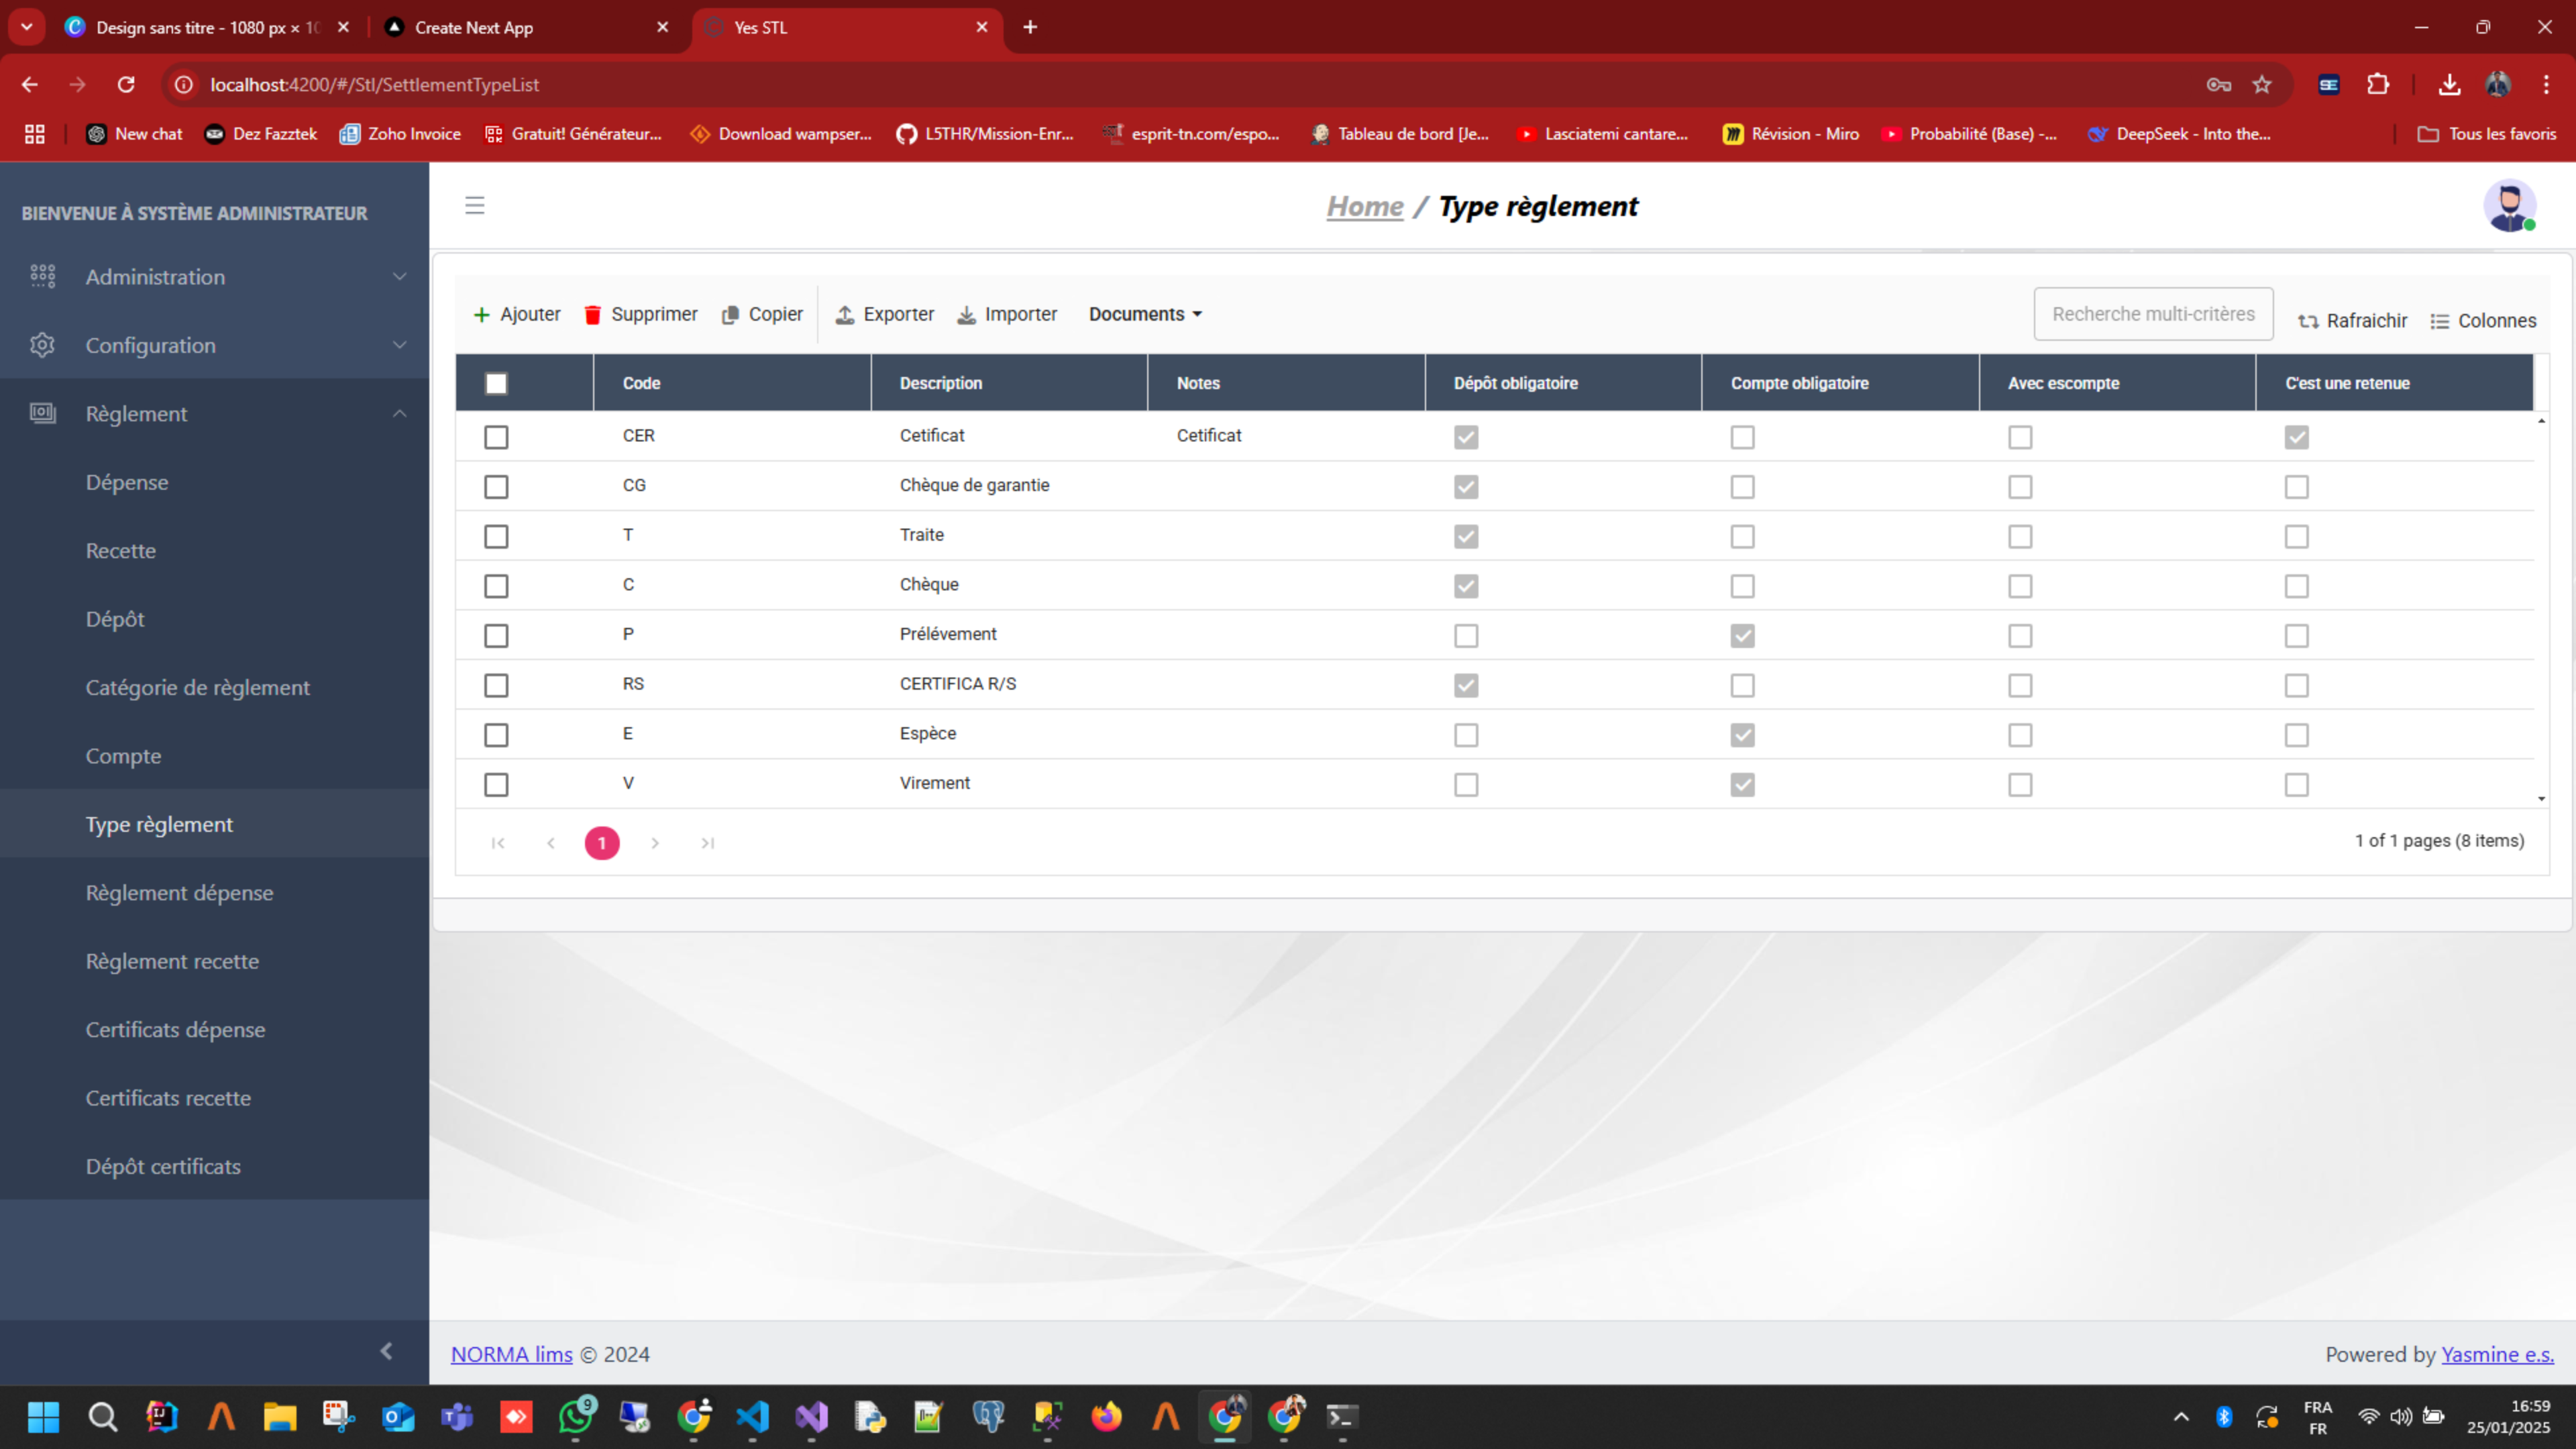 Design sans titre - 1080 px × 10
Create Next App
Yes STL
localhost:4200/#/Stl/SettlementTypeList
New chat
Dez Fazztek
Zoho Invoice
Gratuit! Générateur...
Download wampser...
L5THR/Mission-Enr...
esprit-tn.com/espo...
Tableau de bord [Je...
Lasciatemi cantare...
Révision - Miro
Probabilité (Base) -...
DeepSeek - Into the...
Tous les favoris
BIENVENUE À SYSTÈME ADMINISTRATEUR
Administration
Configuration
Règlement
Dépense
Recette
Dépôt
Catégorie de règlement
Compte
Type règlement
Règlement dépense
Règlement recette
Certificats dépense
Certificats recette
Dépôt certificats
Home / Type règlement
Ajouter Supprimer Copier Exporter Importer Documents
Recherche multi-critères
Rafraichir Colonnes
Code Description Notes Dépôt obligatoire Compte obligatoire Avec escompte C'est une retenue
CER Cetificat Cetificat
CG Chèque de garantie
T Traite
C Chèque
P Prélévement
RS CERTIFICA R/S
E Espèce
V Virement
1
1 of 1 pages (8 items)
NORMA lims © 2024
Powered by Yasmine e.s.
9
FRA
FR
16:59
25/01/2025